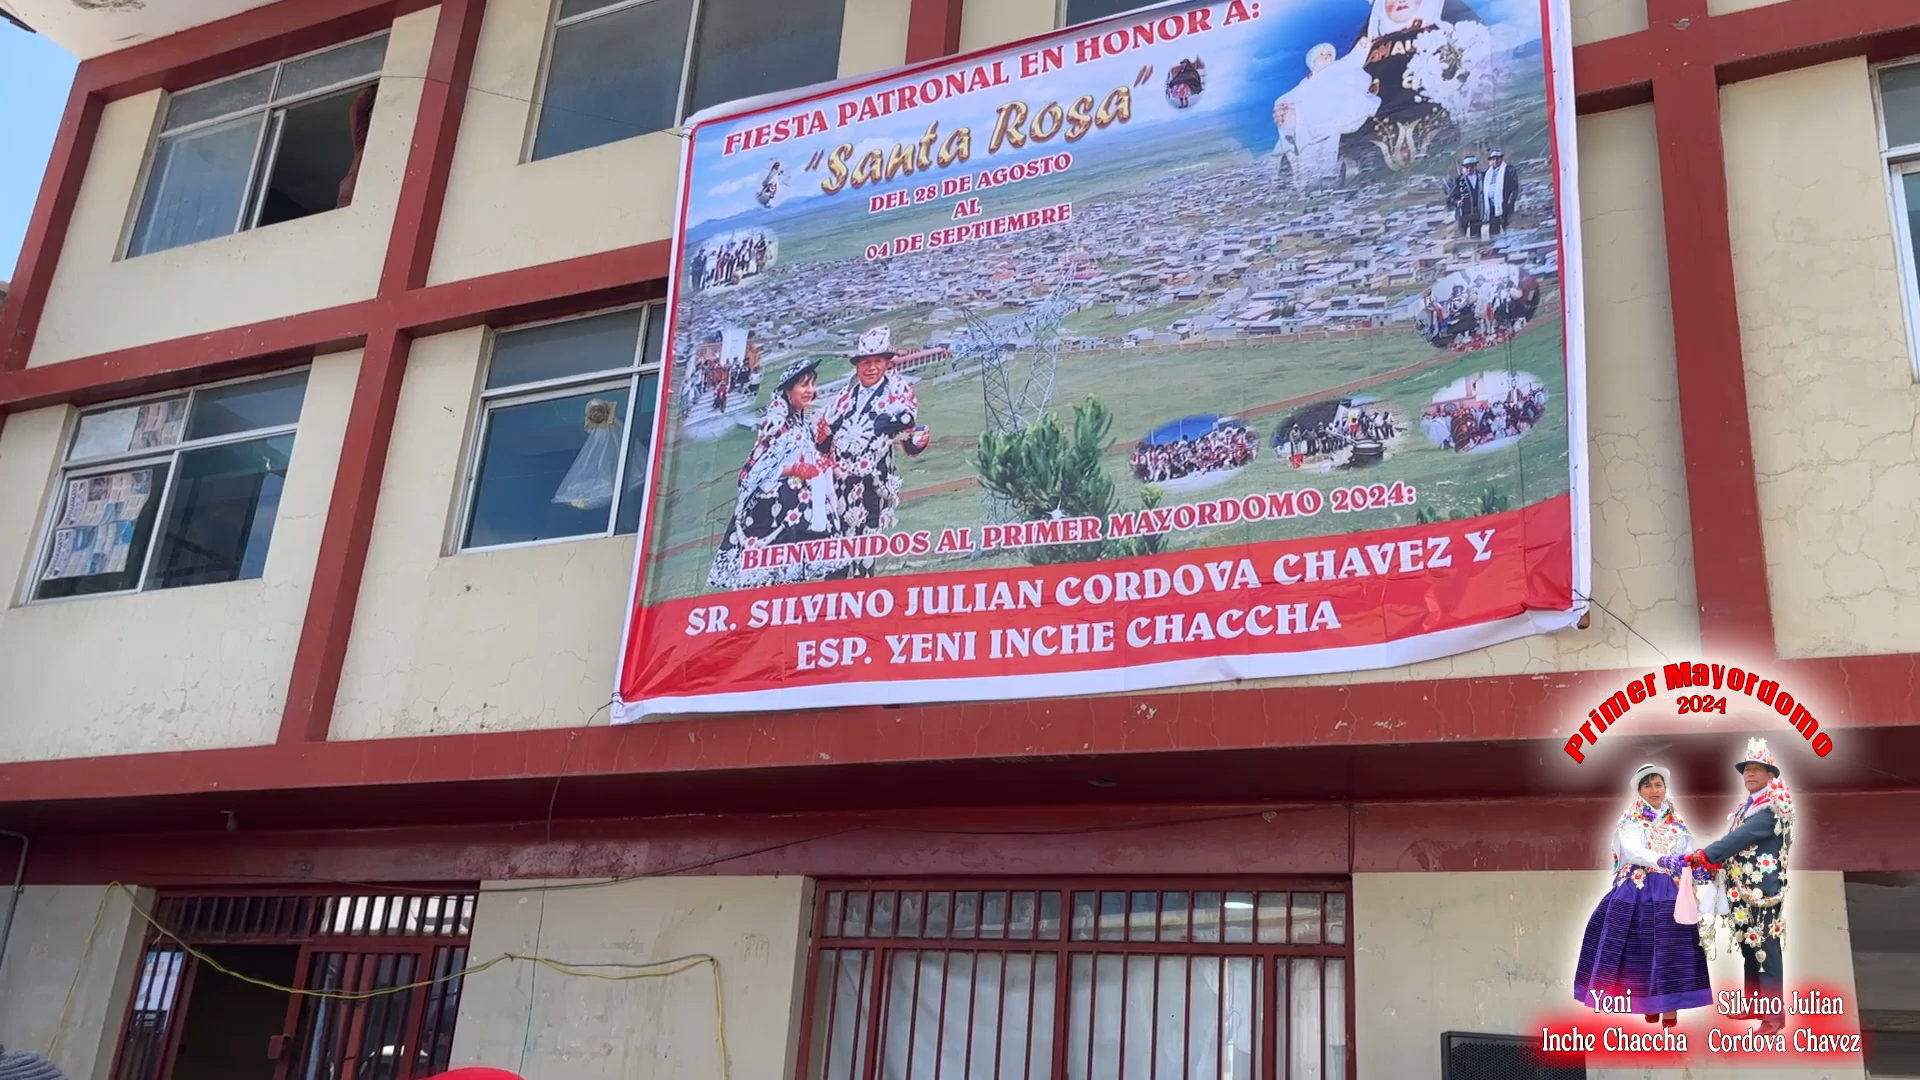 FIESTA PATRONAL EN HONOR A:
"Santa Rosa"
DEL 28 DE AGOSTO
AL
04 DE SEPTIEMBRE
BIENVENIDOS AL PRIMER MAYORDOMO 2024:
SR. SILVINO JULIAN CORDOVA CHAVEZ Y
ESP. YENI INCHE CHACCHA
Primer Mayordomo
2024
Yeni
Inche Chaccha
Silvino Julian
Cordova Chavez